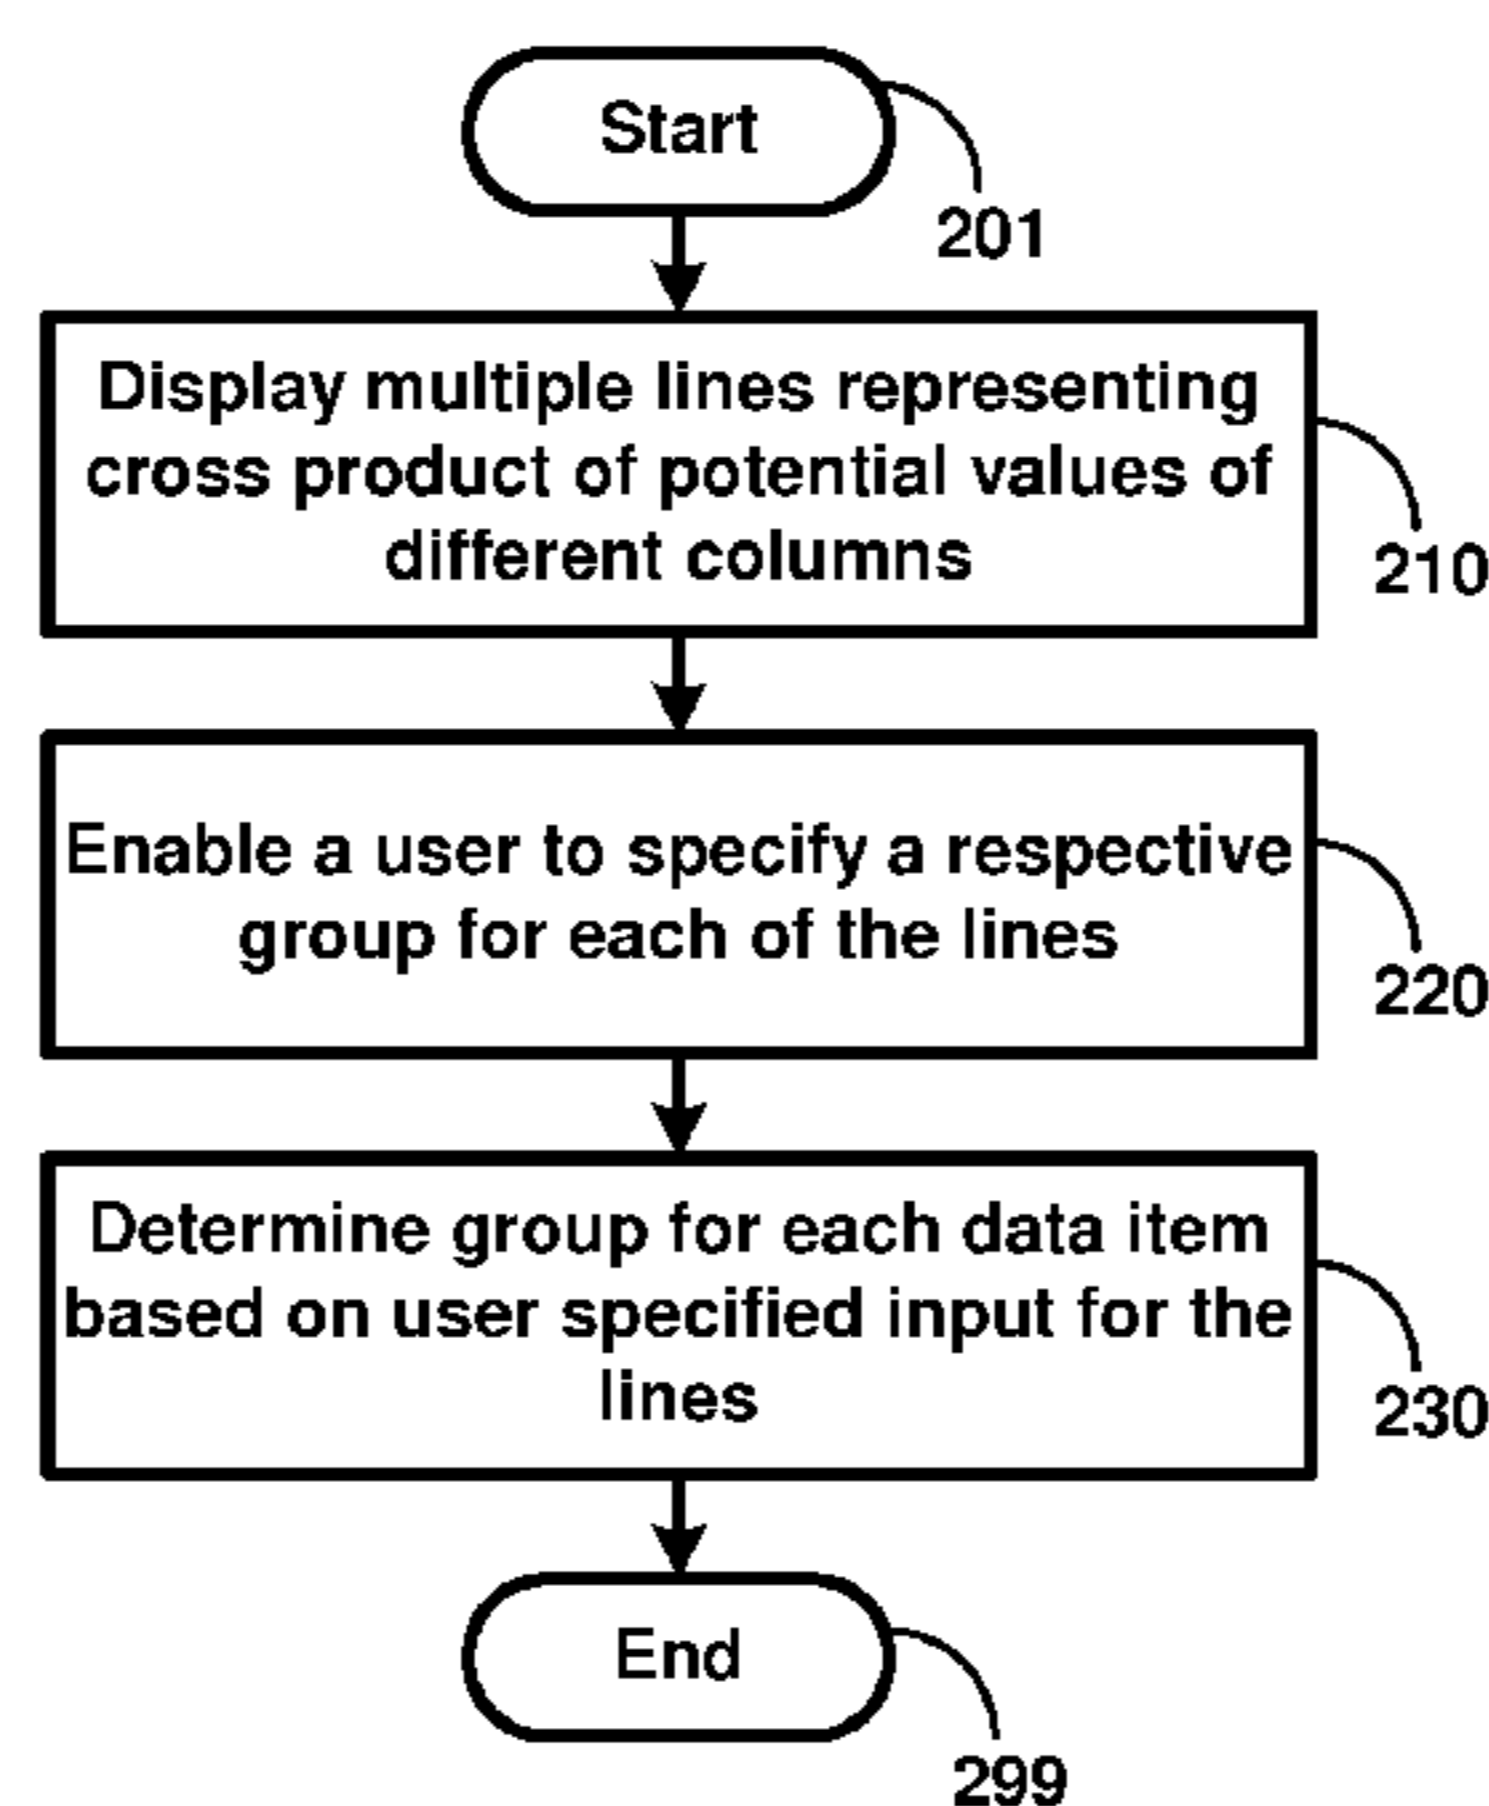 Start
201
Display multiple lines representing
cross product of potential values of
different columns
210
Enable a user to specify a respective
group for each of the lines
220
Determine group for each data item
based on user specified input for the
lines
230
End
299